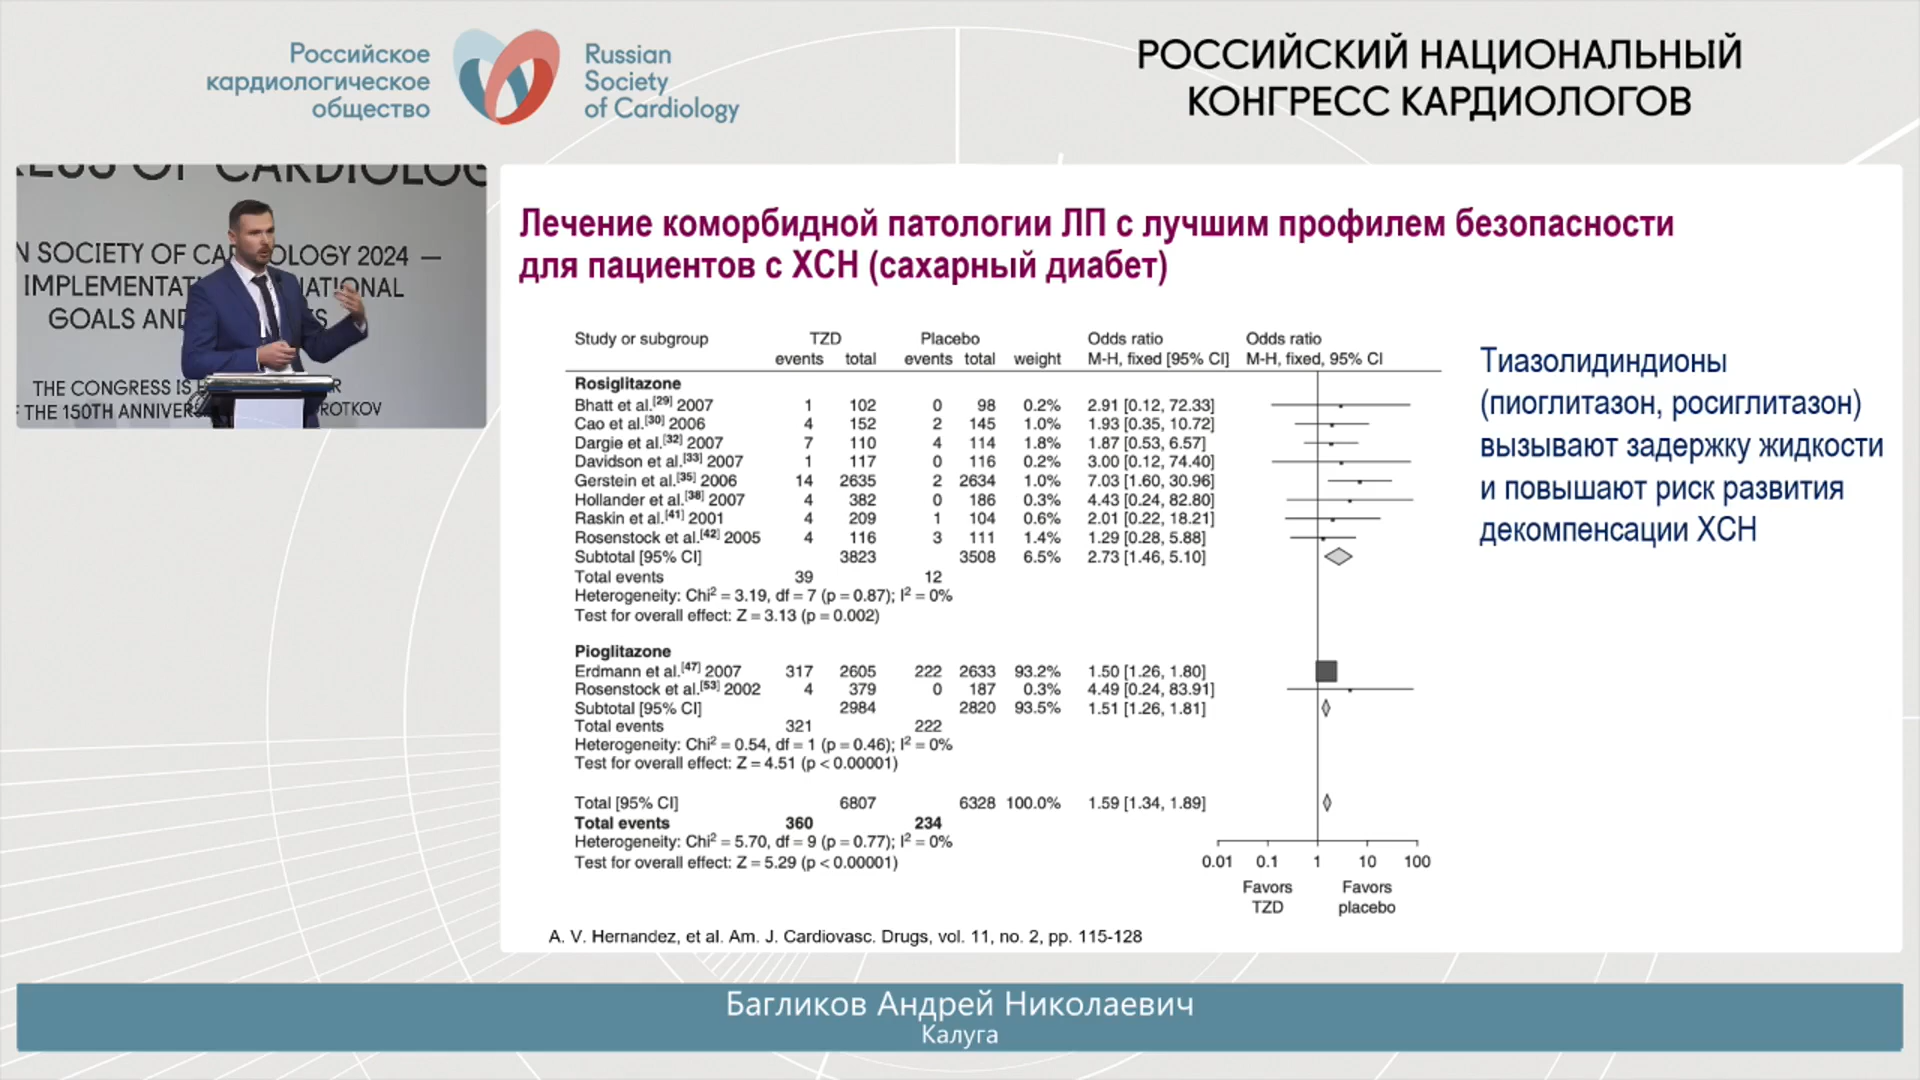 Российское
кардиологическое
общество
Russian
Society
of Cardiology
РОССИЙСКИЙ НАЦИОНАЛЬНЫЙ
КОНГРЕСС КАРДИОЛОГОВ
OF CARDIOLOG
N SOCIETY OF CARDIOLOGY 2024 —
IMPLEMENTAT
GOALS AND
THE CONGRESS IS
THE 150TH ANNIVERS
Лечение коморбидной патологии ЛП с лучшим профилем безопасности
для пациентов с ХСН (сахарный диабет)
Study or subgroup TZD Placebo Odds ratio Odds ratio
events total events total weight M-H, fixed [95% CI] M-H, fixed, 95% CI
Rosiglitazone
Bhatt et al.[29] 2007 1 102 0 98 0.2% 2.91 [0.12, 72.33]
Cao et al.[30] 2006 4 152 2 145 1.0% 1.93 [0.35, 10.72]
Dargie et al.[32] 2007 7 110 4 114 1.8% 1.87 [0.53, 6.57]
Davidson et al.[33] 2007 1 117 0 116 0.2% 3.00 [0.12, 74.40]
Gerstein et al.[35] 2006 14 2635 2 2634 1.0% 7.03 [1.60, 30.96]
Hollander et al.[38] 2007 4 382 0 186 0.3% 4.43 [0.24, 82.80]
Raskin et al.[41] 2001 4 209 1 104 0.6% 2.01 [0.22, 18.21]
Rosenstock et al.[42] 2005 4 116 3 111 1.4% 1.29 [0.28, 5.88]
Subtotal [95% CI] 3823 3508 6.5% 2.73 [1.46, 5.10]
Total events 39 12
Heterogeneity: Chi² = 3.19, df = 7 (p = 0.87); I² = 0%
Test for overall effect: Z = 3.13 (p = 0.002)
Pioglitazone
Erdmann et al.[47] 2007 317 2605 222 2633 93.2% 1.50 [1.26, 1.80]
Rosenstock et al.[53] 2002 4 379 0 187 0.3% 4.49 [0.24, 83.91]
Subtotal [95% CI] 2984 2820 93.5% 1.51 [1.26, 1.81]
Total events 321 222
Heterogeneity: Chi² = 0.54, df = 1 (p = 0.46); I² = 0%
Test for overall effect: Z = 4.51 (p < 0.00001)
Total [95% CI] 6807 6328 100.0% 1.59 [1.34, 1.89]
Total events 360 234
Heterogeneity: Chi² = 5.70, df = 9 (p = 0.77); I² = 0%
Test for overall effect: Z = 5.29 (p < 0.00001)
0.01 0.1 1 10 100
Favors Favors
TZD placebo
Тиазолидиндионы
(пиоглитазон, росиглитазон)
вызывают задержку жидкости
и повышают риск развития
декомпенсации ХСН
A. V. Hernandez, et al. Am. J. Cardiovasc. Drugs, vol. 11, no. 2, pp. 115-128
Багликов Андрей Николаевич
Калуга